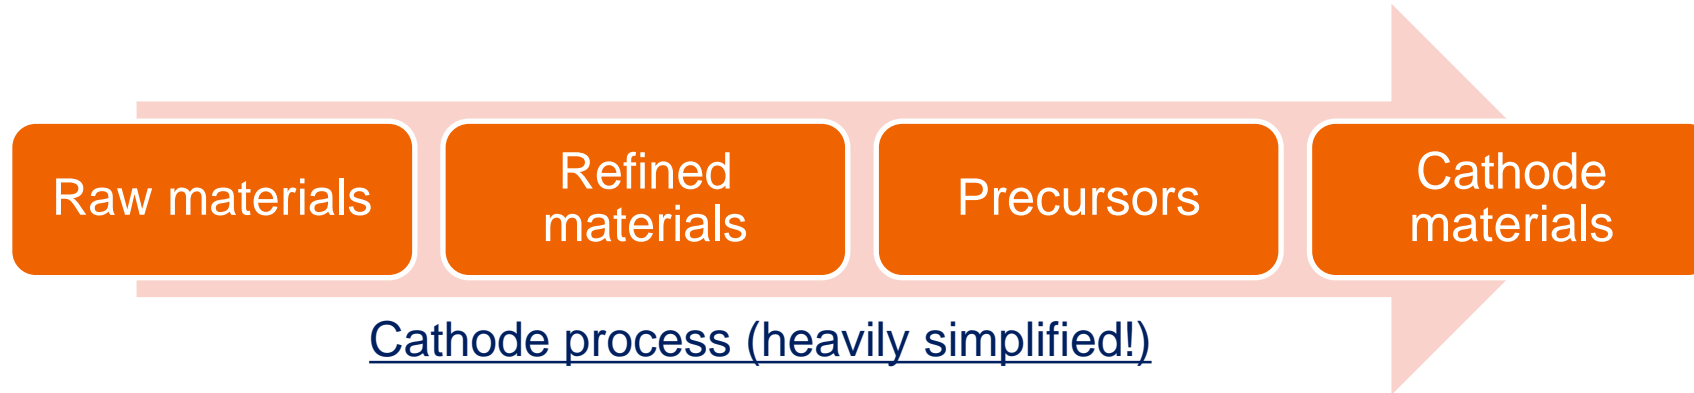 Raw materials
Refined
materials
Precursors
Cathode
materials
Cathode process (heavily simplified!)